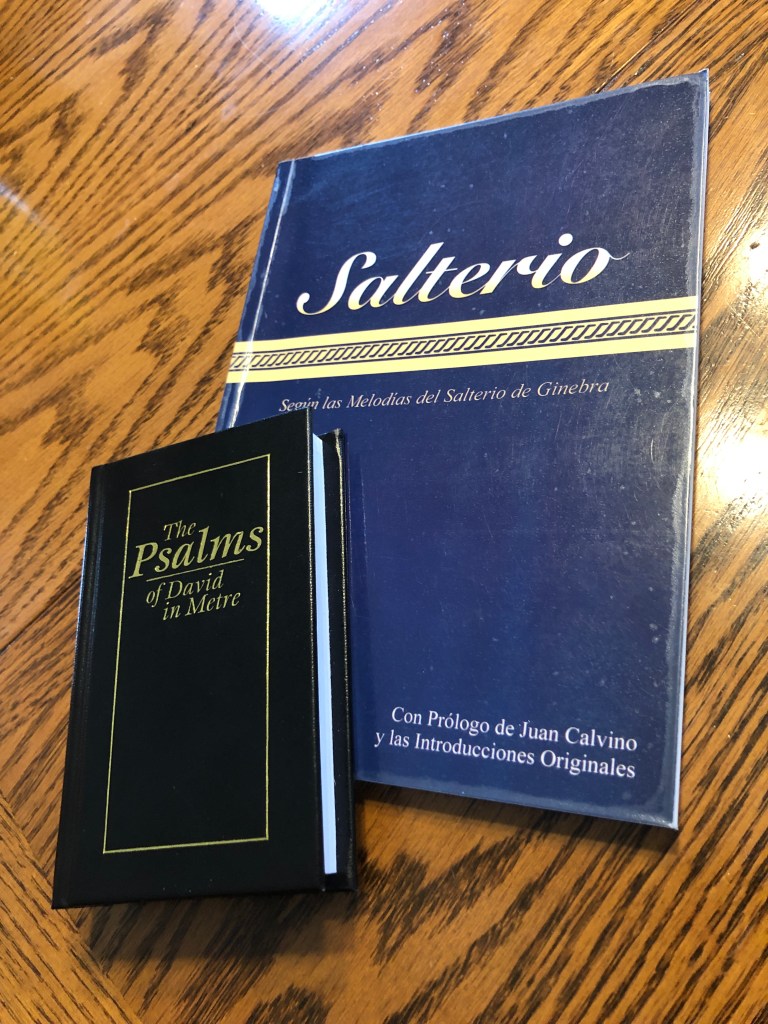 Salterio
Según las Melodías del Salterio de Ginebra
The
Psalms
of David
in Metre
Con Prólogo de Juan Calvino
y las Introducciones Originales